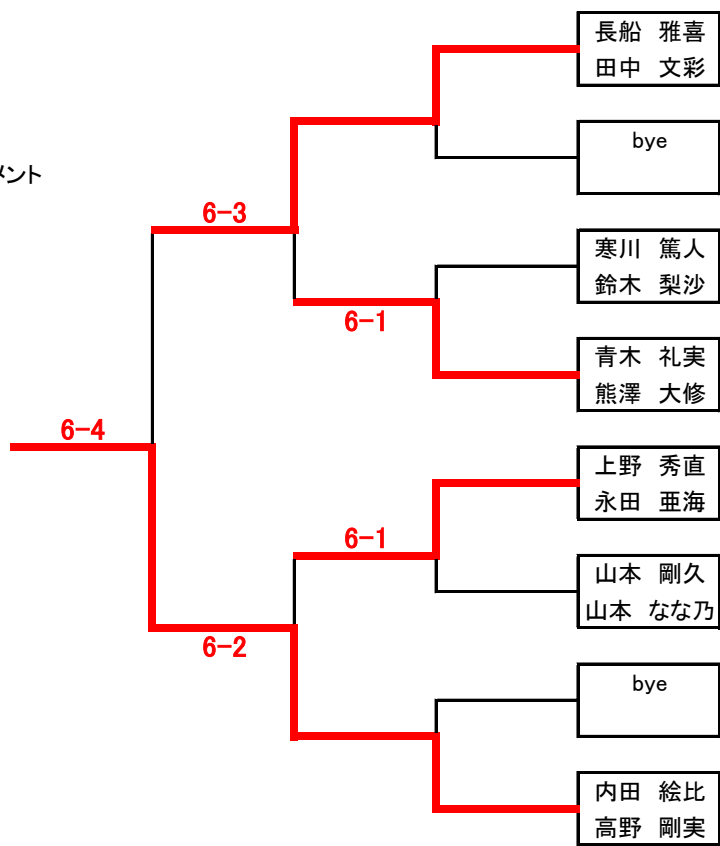 長船　雅喜
田中　文彩
bye
メント
6-3
寒川　篤人
鈴木　梨沙
6-1
青木　礼実
熊澤　大修
6-4
上野　秀直
永田　亜海
6-1
山本　剛久
山本　なな乃
6-2
bye
内田　絵比
高野　剛実